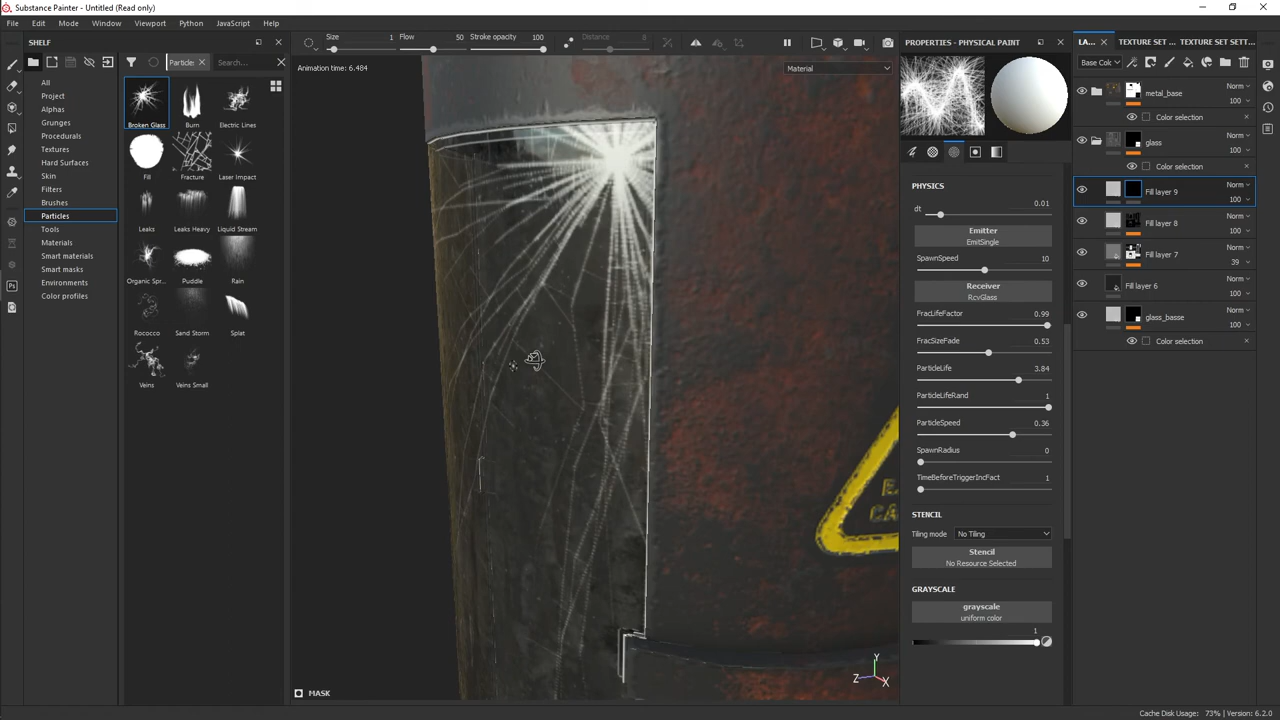 Substance Painter - Untitled (Read only)
File Edit Mode Window Viewport Python JavaScript Help
SHELF
Particle
Search...
All
Project
Alphas
Grunges
Procedurals
Textures
Hard Surfaces
Skin
Filters
Brushes
Particles
Tools
Materials
Smart materials
Smart masks
Environments
Color profiles
Broken Glass Burn Electric Lines
Fill Fracture Laser Impact
Leaks Leaks Heavy Liquid Stream
Organic Spr... Puddle Rain
Rococco Sand Storm Splat
Veins Veins Small
Size 1 Flow 50 Stroke opacity 100 Distance 8
Animation time: 6.484
Material
MASK
Y
Z X
PROPERTIES - PHYSICAL PAINT
PHYSICS
dt 0.01
Emitter
EmitSingle
SpawnSpeed 10
Receiver
RcvGlass
FracLifeFactor 0.99
FracSizeFade 0.53
ParticleLife 3.84
ParticleLifeRand 1
ParticleSpeed 0.36
SpawnRadius 0
TimeBeforeTriggerIncFact 1
STENCIL
Tiling mode No Tiling
Stencil
No Resource Selected
GRAYSCALE
grayscale
uniform color
1
LA... TEXTURE SET ... TEXTURE SET SETT...
Base Colo
metal_base Norm 100
Color selection
glass Norm 100
Color selection
Fill layer 9 Norm 100
Fill layer 8 Norm 100
Fill layer 7 Norm 39
Fill layer 6 Norm 100
glass_basse Norm 100
Color selection
Cache Disk Usage: 73% | Version: 6.2.0